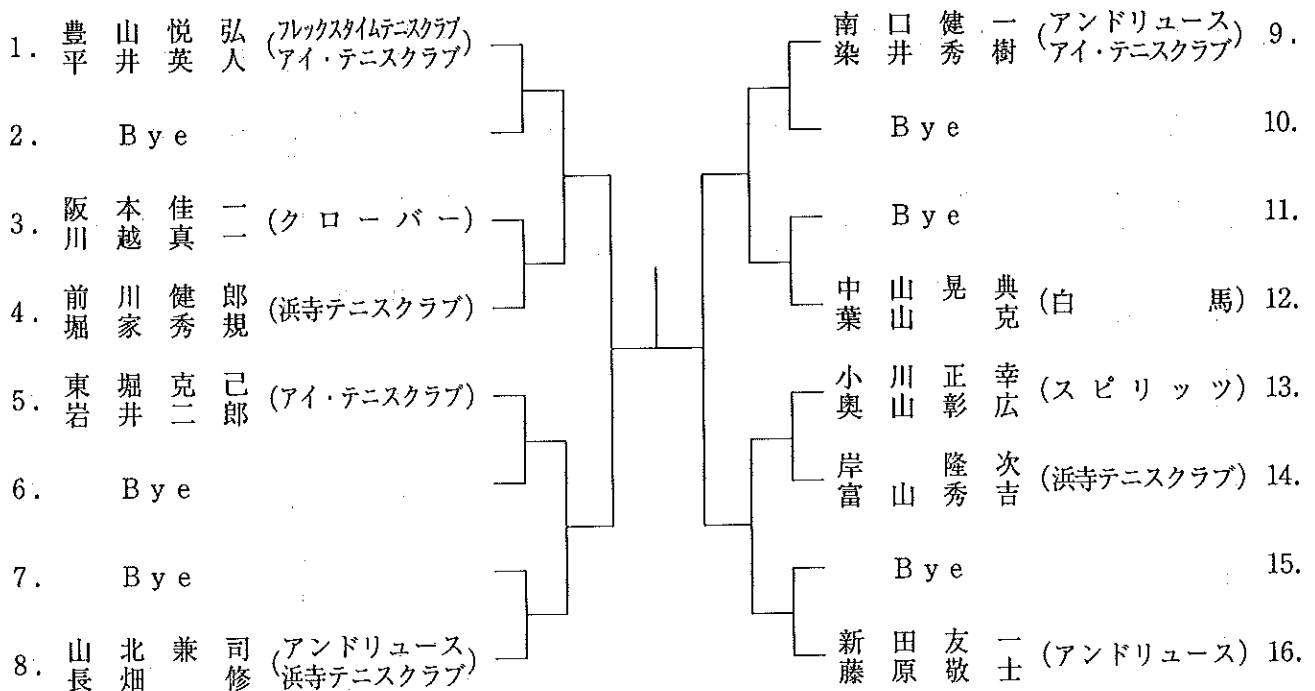 1. 豊山悦弘 (フレックスタイムテニスクラブ
平井英人 アイ・テニスクラブ)
2. Bye
3. 阪本佳一 (クローバー)
川越真二
4. 前川健郎 (浜寺テニスクラブ)
堀家秀規
5. 東堀克己 (アイ・テニスクラブ)
岩井二郎
6. Bye
7. Bye
8. 山北兼司 (アンドリュース
長畑修 浜寺テニスクラブ)
南口健一 (アンドリュース
染井秀樹 アイ・テニスクラブ) 9.
Bye 10.
Bye 11.
中山晃典 (白馬) 12.
葉山克
小川正幸 (スピリッツ) 13.
奥山彰広
岸隆次 (浜寺テニスクラブ) 14.
富山秀吉
Bye 15.
新田友一 (アンドリュース) 16.
藤原敬士